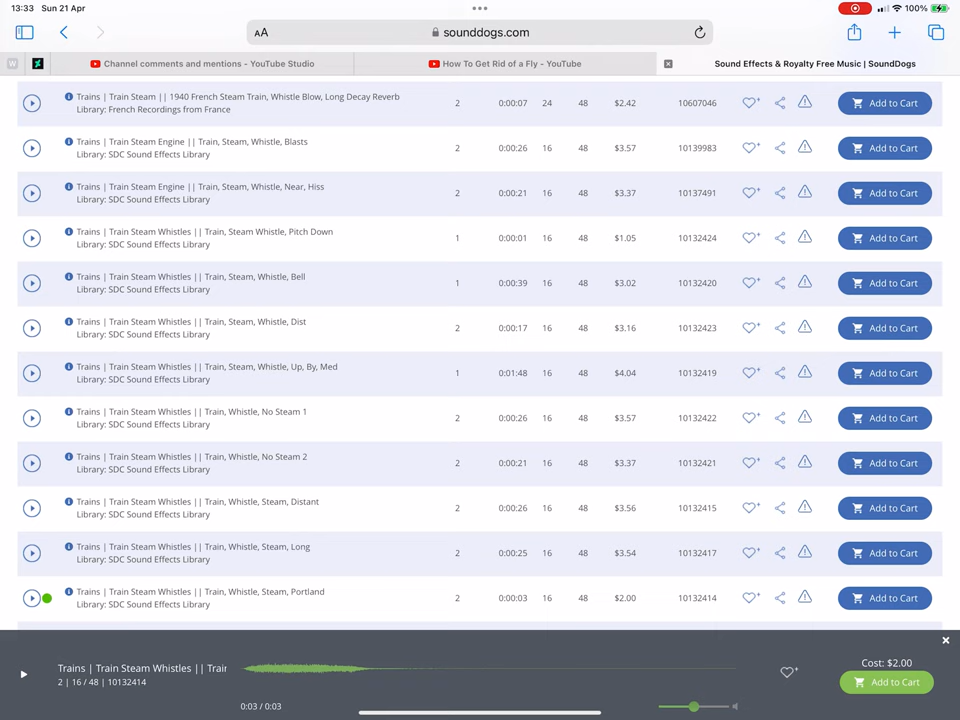 13:33 Sun 21 Apr
100%
AA
sounddogs.com
W
Channel comments and mentions - YouTube Studio
How To Get Rid of a Fly - YouTube
Sound Effects & Royalty Free Music | SoundDogs
Trains | Train Steam || 1940 French Steam Train, Whistle Blow, Long Decay Reverb
Library: French Recordings from France
2 0:00:07 24 48 $2.42 10607046 Add to Cart
Trains | Train Steam Engine || Train, Steam, Whistle, Blasts
Library: SDC Sound Effects Library
2 0:00:26 16 48 $3.57 10139983 Add to Cart
Trains | Train Steam Engine || Train, Steam, Whistle, Near, Hiss
Library: SDC Sound Effects Library
2 0:00:21 16 48 $3.37 10137491 Add to Cart
Trains | Train Steam Whistles || Train, Steam Whistle, Pitch Down
Library: SDC Sound Effects Library
1 0:00:01 16 48 $1.05 10132424 Add to Cart
Trains | Train Steam Whistles || Train, Steam, Whistle, Bell
Library: SDC Sound Effects Library
1 0:00:39 16 48 $3.02 10132420 Add to Cart
Trains | Train Steam Whistles || Train, Steam, Whistle, Dist
Library: SDC Sound Effects Library
2 0:00:17 16 48 $3.16 10132423 Add to Cart
Trains | Train Steam Whistles || Train, Steam, Whistle, Up, By, Med
Library: SDC Sound Effects Library
1 0:01:48 16 48 $4.04 10132419 Add to Cart
Trains | Train Steam Whistles || Train, Whistle, No Steam 1
Library: SDC Sound Effects Library
2 0:00:26 16 48 $3.57 10132422 Add to Cart
Trains | Train Steam Whistles || Train, Whistle, No Steam 2
Library: SDC Sound Effects Library
2 0:00:21 16 48 $3.37 10132421 Add to Cart
Trains | Train Steam Whistles || Train, Whistle, Steam, Distant
Library: SDC Sound Effects Library
2 0:00:26 16 48 $3.56 10132415 Add to Cart
Trains | Train Steam Whistles || Train, Whistle, Steam, Long
Library: SDC Sound Effects Library
2 0:00:25 16 48 $3.54 10132417 Add to Cart
Trains | Train Steam Whistles || Train, Whistle, Steam, Portland
Library: SDC Sound Effects Library
2 0:00:03 16 48 $2.00 10132414 Add to Cart
Trains | Train Steam Whistles || Trair
2 | 16 / 48 | 10132414
0:03 / 0:03
Cost: $2.00
Add to Cart